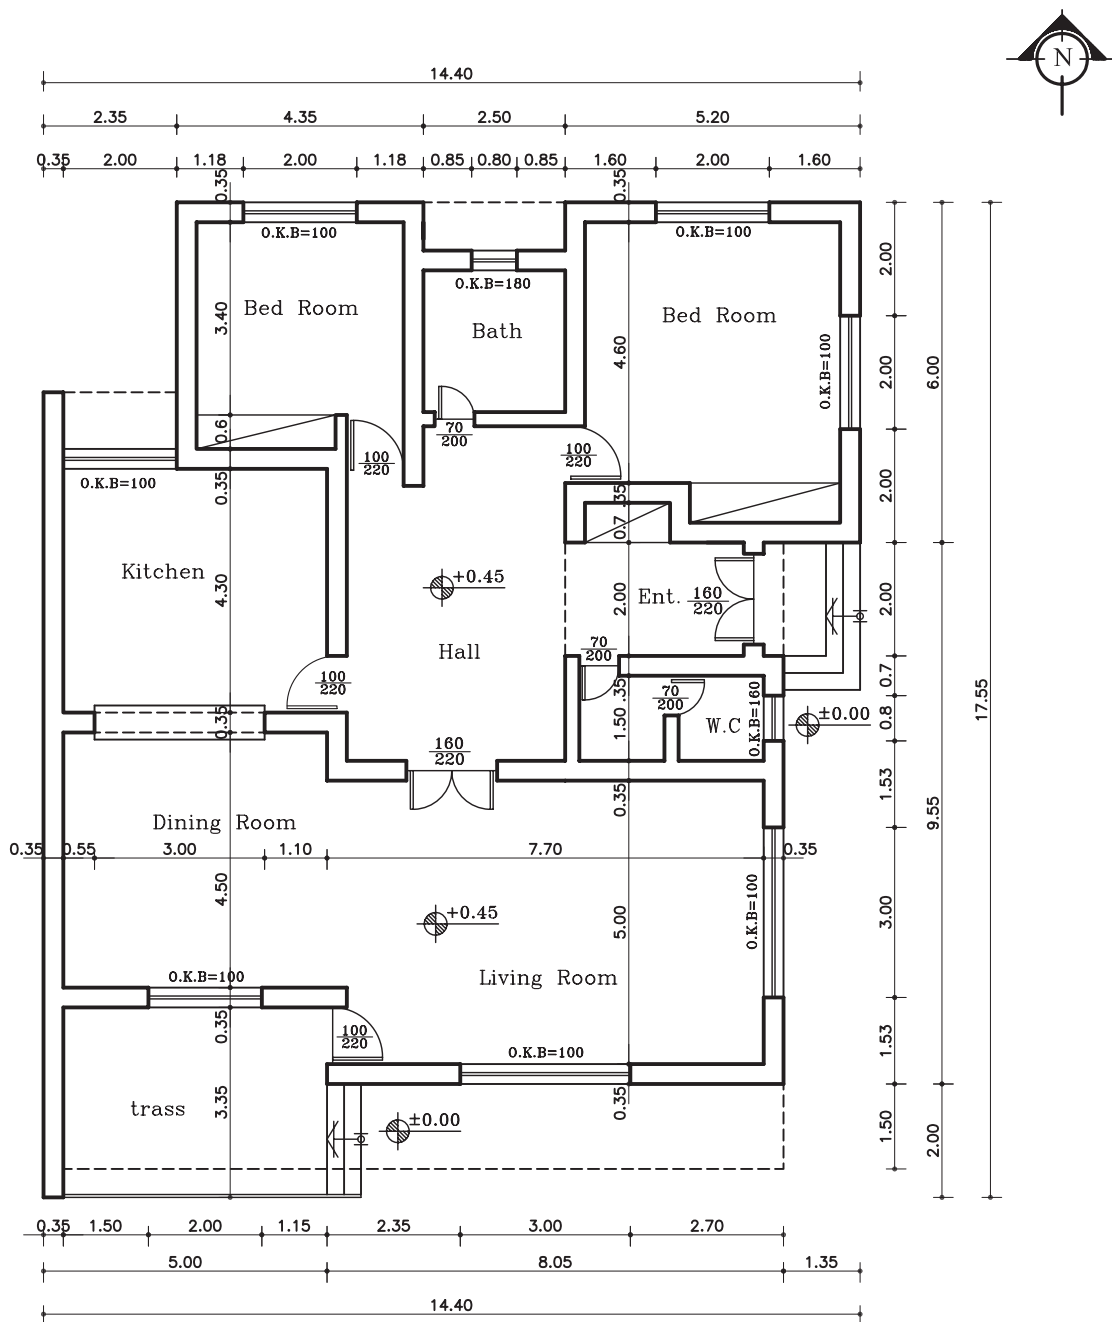 N
14.40
2.35 4.35 2.50 5.20
0.35 2.00 1.18 2.00 1.18 0.85 0.80 0.85 1.60 2.00 1.60
0.35 0.35
O.K.B=100 O.K.B=100
2.00
O.K.B=180
Bed Room Bath Bed Room
3.40 4.60
O.K.B=100
2.00 6.00
0.6
70
200
100
220
100
220
O.K.B=100
0.35 .35 2.00
0.7
Kitchen +0.45
4.30 2.00 Ent. 160
220
2.00
Hall 70
200
100
220
.35 70
200
0.7
17.55
0.35 1.50 W.C O.K.B=160 ±0.00 0.8
160
220
0.35 1.53
Dining Room 9.55
0.35 0.55 3.00 1.10 7.70 0.35
4.50 +0.45 5.00 O.K.B=100 3.00
O.K.B=100 Living Room
0.35 100
220
O.K.B=100 1.53
trass 3.35 ±0.00 0.35
1.50 2.00
0.35 1.50 2.00 1.15 2.35 3.00 2.70
5.00 8.05 1.35
14.40